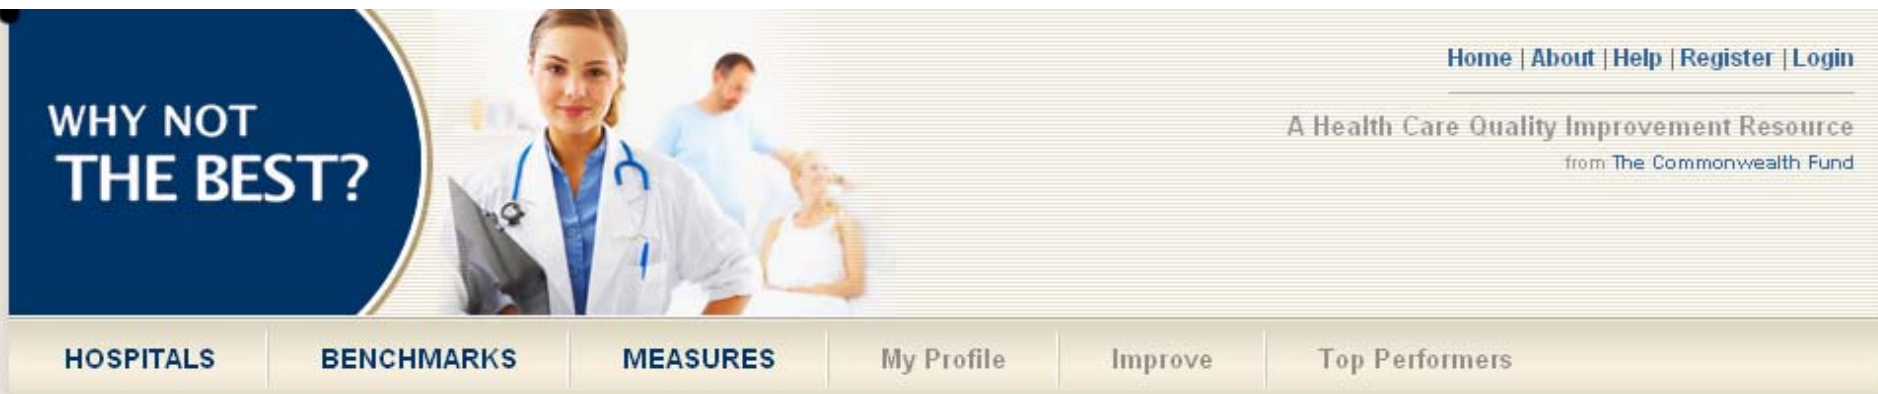 WHY NOT
THE BEST?
Home | About | Help | Register | Login
A Health Care Quality Improvement Resource
from The Commonwealth Fund
HOSPITALS BENCHMARKS MEASURES My Profile Improve Top Performers